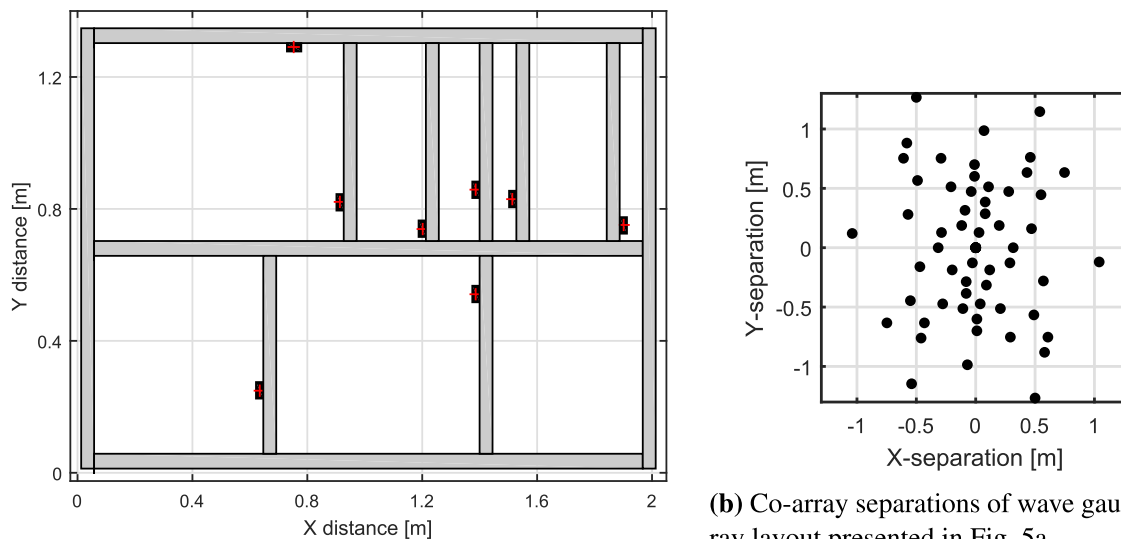 Y distance [m]
1.2
0.8
0.4
0
0 0.4 0.8 1.2 1.6 2
X distance [m]
Y-separation [m]
1
0.5
0
-0.5
-1
-1 -0.5 0 0.5 1
X-separation [m]
(b) Co-array separations of wave gau
ray layout presented in Fig. 5a